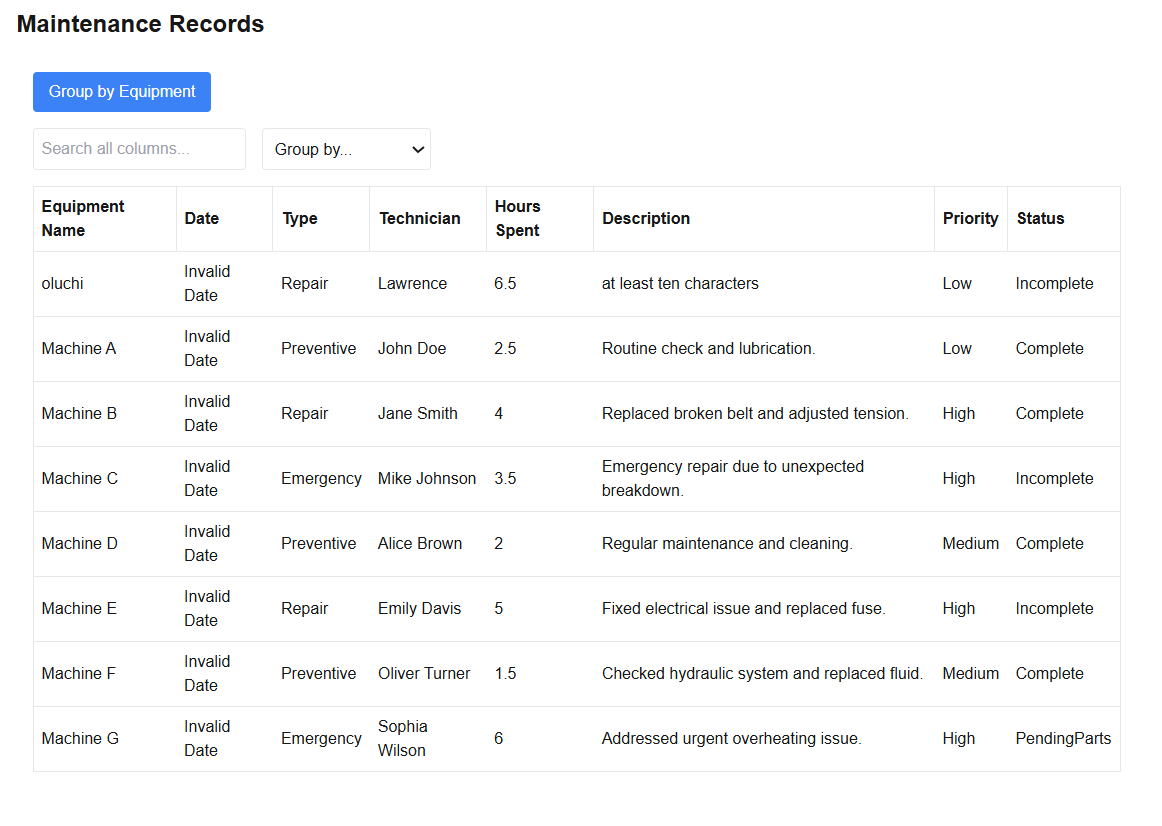 Maintenance Records
Group by Equipment
Search all columns...
Group by...
Equipment Name Date Type Technician Hours Spent Description Priority Status
oluchi Invalid Date Repair Lawrence 6.5 at least ten characters Low Incomplete
Machine A Invalid Date Preventive John Doe 2.5 Routine check and lubrication. Low Complete
Machine B Invalid Date Repair Jane Smith 4 Replaced broken belt and adjusted tension. High Complete
Machine C Invalid Date Emergency Mike Johnson 3.5 Emergency repair due to unexpected breakdown. High Incomplete
Machine D Invalid Date Preventive Alice Brown 2 Regular maintenance and cleaning. Medium Complete
Machine E Invalid Date Repair Emily Davis 5 Fixed electrical issue and replaced fuse. High Incomplete
Machine F Invalid Date Preventive Oliver Turner 1.5 Checked hydraulic system and replaced fluid. Medium Complete
Machine G Invalid Date Emergency Sophia Wilson 6 Addressed urgent overheating issue. High PendingParts